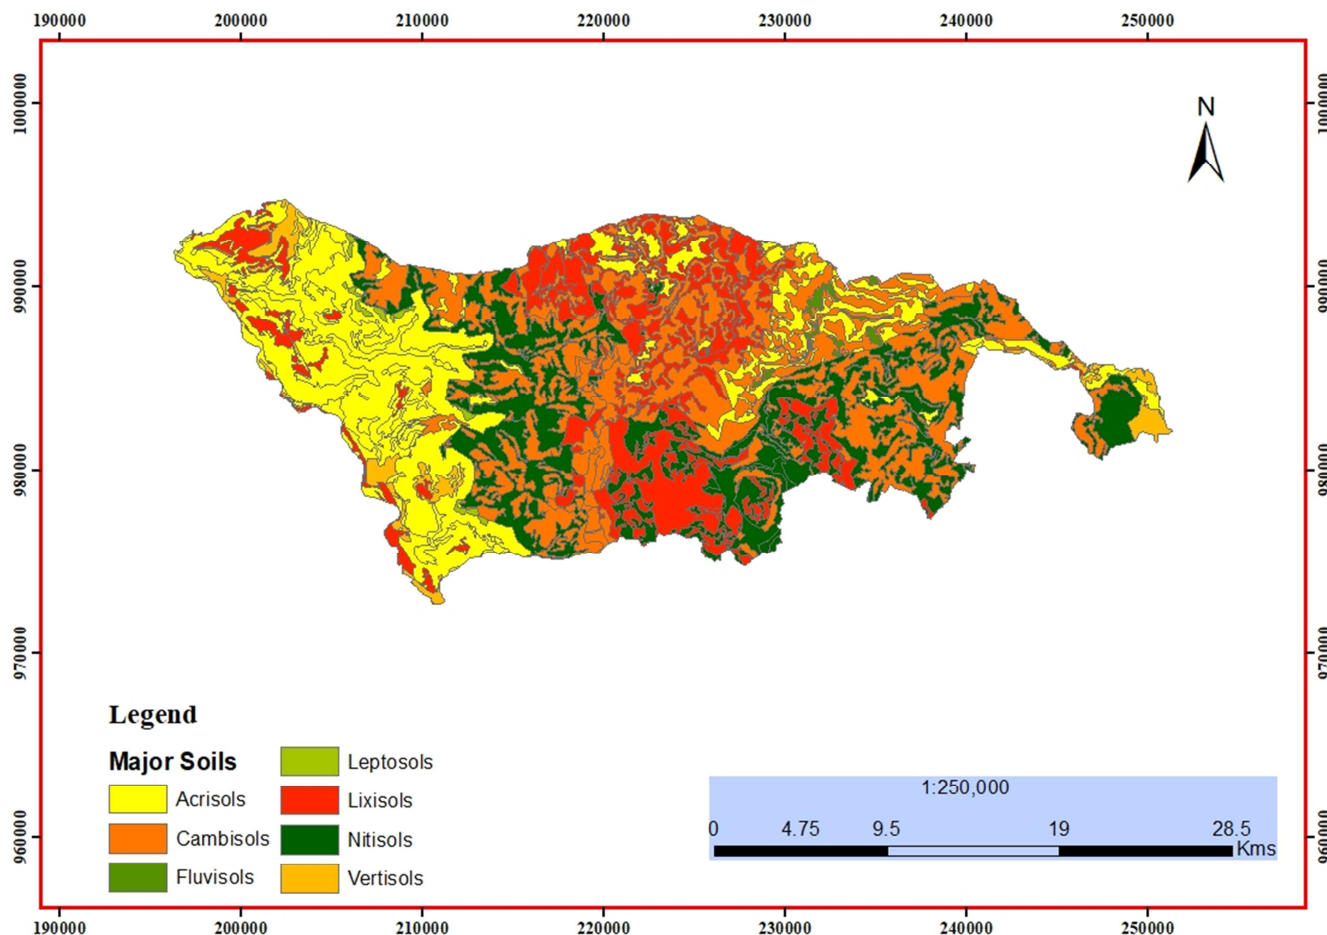 190000 200000 210000 220000 230000 240000 250000
1000000 1000000
N
990000 990000
980000 980000
970000 970000
Legend
Major Soils Leptosols
Acrisols Lixisols
1:250,000
Cambisols Nitisols
0 4.75 9.5 19 28.5
Kms
960000 960000
Fluvisols Vertisols
190000 200000 210000 220000 230000 240000 250000